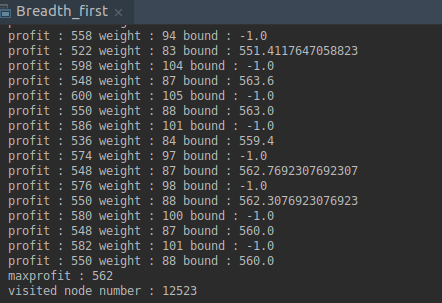 Breadth_first
profit : 558 weight : 94 bound : -1.0
profit : 522 weight : 83 bound : 551.4117647058823
profit : 598 weight : 104 bound : -1.0
profit : 548 weight : 87 bound : 563.6
profit : 600 weight : 105 bound : -1.0
profit : 550 weight : 88 bound : 563.0
profit : 586 weight : 101 bound : -1.0
profit : 536 weight : 84 bound : 559.4
profit : 574 weight : 97 bound : -1.0
profit : 548 weight : 87 bound : 562.7692307692307
profit : 576 weight : 98 bound : -1.0
profit : 550 weight : 88 bound : 562.3076923076923
profit : 580 weight : 100 bound : -1.0
profit : 548 weight : 87 bound : 560.0
profit : 582 weight : 101 bound : -1.0
profit : 550 weight : 88 bound : 560.0
maxprofit : 562
visited node number : 12523